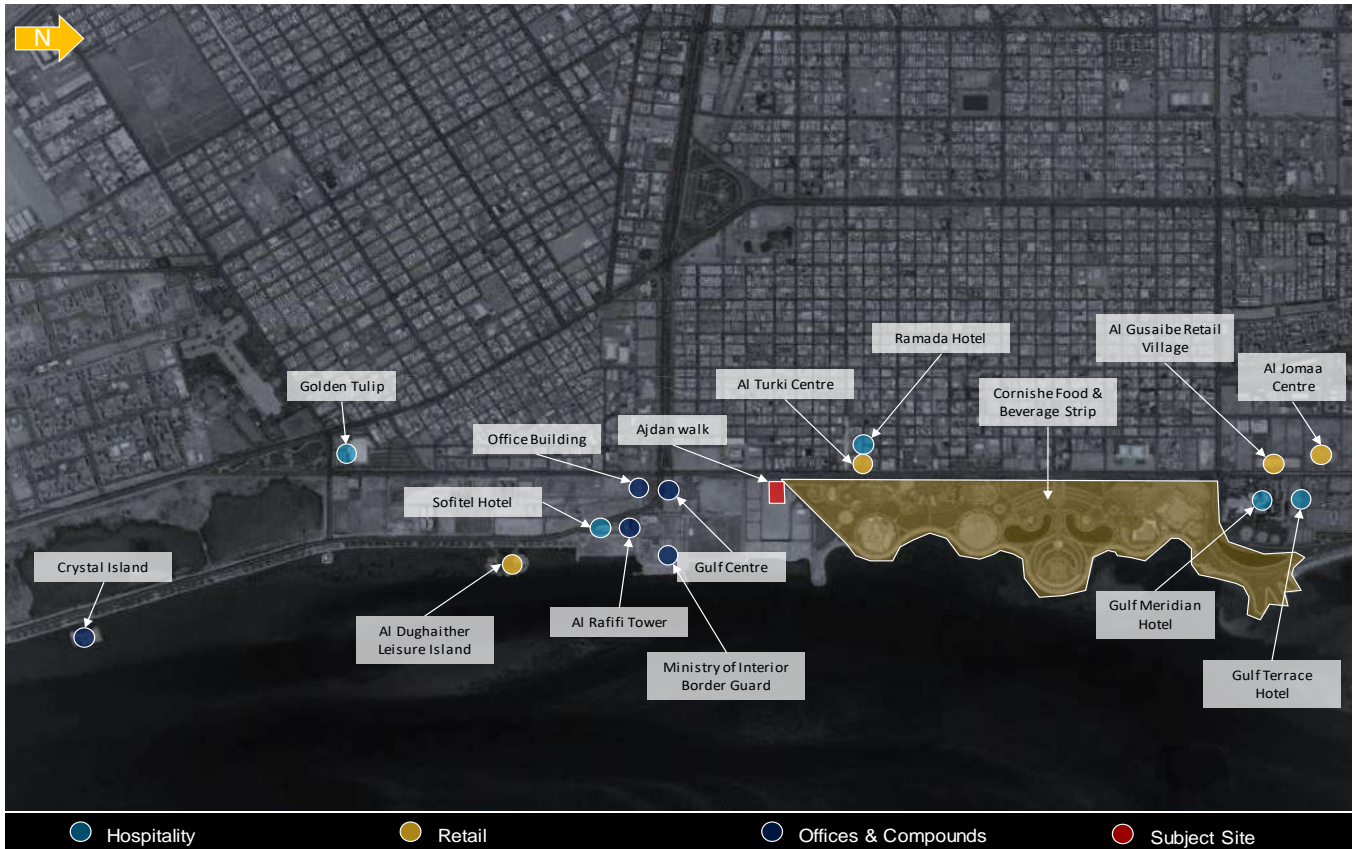 N
Ramada Hotel
Al Gusaibe Retail
Village
Al Jomaa
Centre
Golden Tulip
Al Turki Centre
Cornishe Food &
Beverage Strip
Office Building
Ajdan walk
Sofitel Hotel
Crystal Island
Gulf Centre
Al Dughaither
Leisure Island
Al Rafifi Tower
Gulf Meridian
Hotel
Ministry of Interior
Border Guard
Gulf Terrace
Hotel
Hospitality
Retail
Offices & Compounds
Subject Site